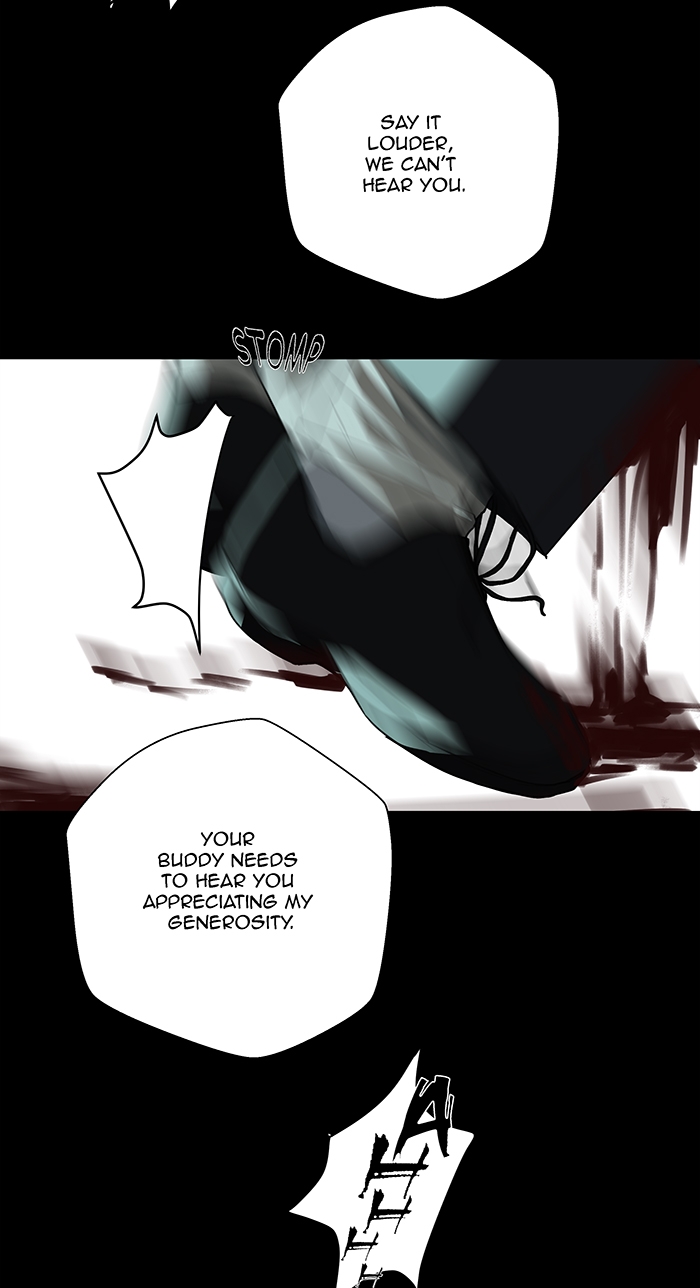 SAY IT
LOUDER,
WE CAN'T
HEAR YOU.
STOMP
YOUR
BUDDY NEEDS
TO HEAR YOU
APPRECIATING MY
GENEROSITY.
A